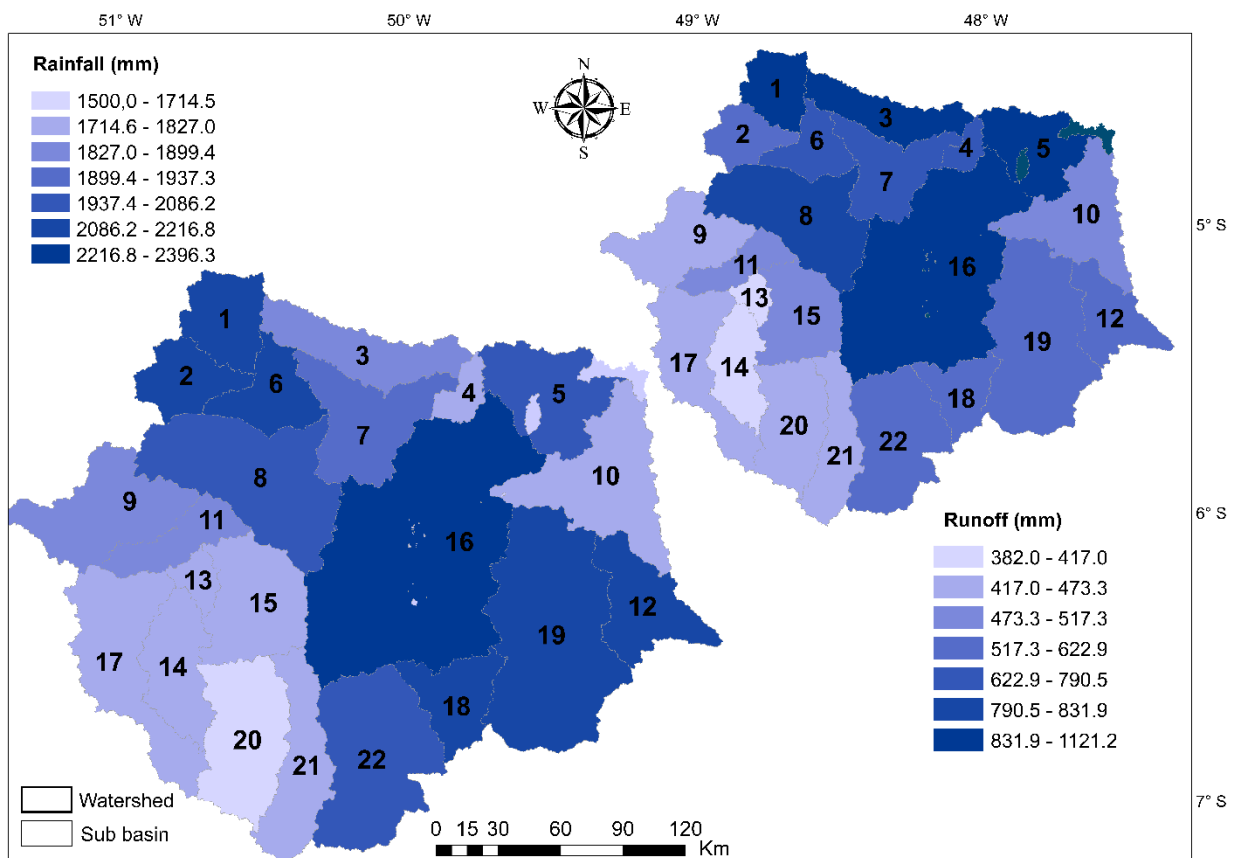 51° W 50° W 49° W 48° W
Rainfall (mm)
1500,0 - 1714.5
1714.6 - 1827.0
1827.0 - 1899.4
1899.4 - 1937.3
1937.4 - 2086.2
2086.2 - 2216.8
2216.8 - 2396.3
N
W E
S
1
3
2 6 4 5
7
8
9 10
11
16
13
15 12
17 14 19
18
20
21 22
5° S
1
3
2 6
4 5
7
8
9 10
11
16
13
15 12
19
17 14
18
20
21 22
6° S
Runoff (mm)
382.0 - 417.0
417.0 - 473.3
473.3 - 517.3
517.3 - 622.9
622.9 - 790.5
790.5 - 831.9
831.9 - 1121.2
7° S
Watershed
Sub basin
0 15 30 60 90 120
Km